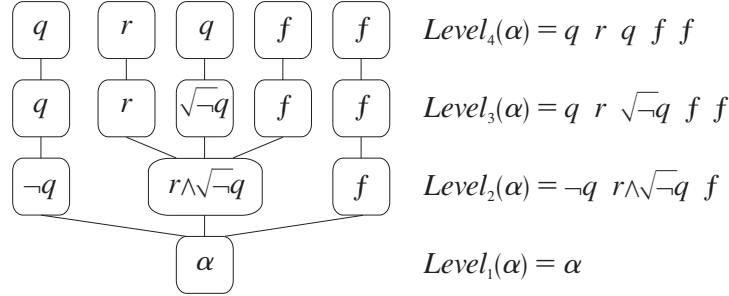 q r q f f Level₄(α) = q r q f f
q r √¬q f f Level₃(α) = q r √¬q f f
¬q r∧√¬q f Level₂(α) = ¬q r∧√¬q f
α Level₁(α) = α